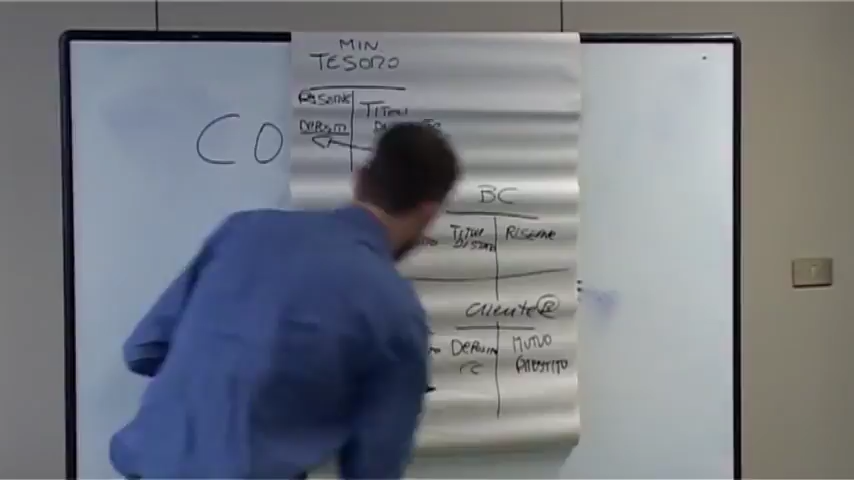 MIN
TESORO
RISERVE
TITOLI
DEPOSITI
CO
BC
TITOLI
RISERVE
DI STATO
Cliente B
DEPOSITI
MUTUO
PRESTITO